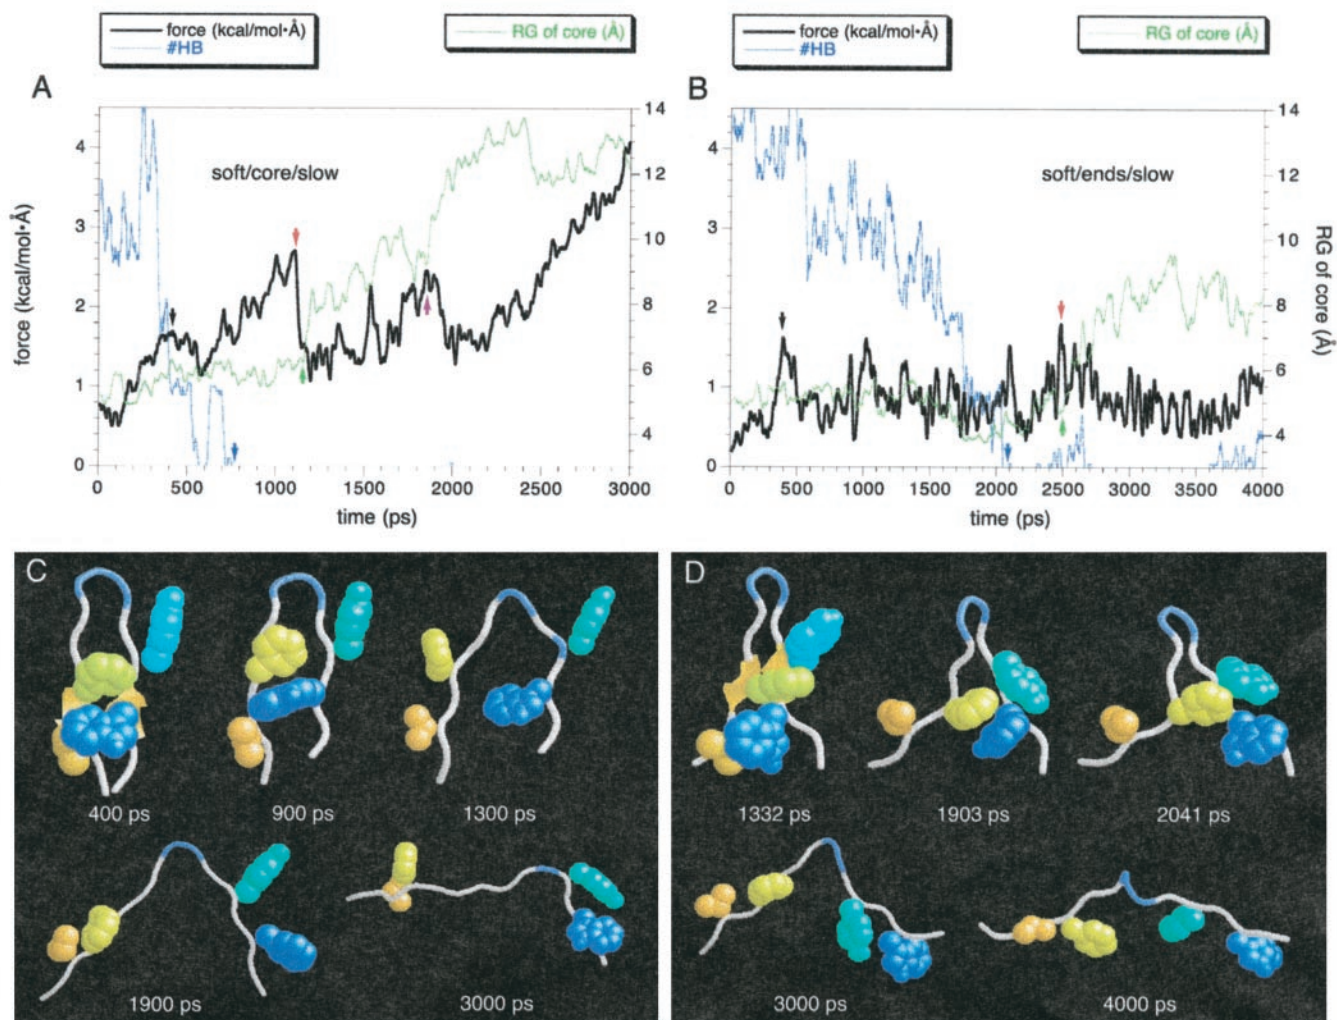 force (kcal/mol•Å)
#HB
RG of core (Å)
force (kcal/mol•Å)
#HB
RG of core (Å)
A
B
soft/core/slow
soft/ends/slow
force (kcal/mol•Å)
4
3
2
1
0
14
12
10
8
6
4
0 500 1000 1500 2000 2500 3000
time (ps)
4
3
2
1
0
14
12
10
8
6
4
RG of core (Å)
0 500 1000 1500 2000 2500 3000 3500 4000
time (ps)
C
400 ps 900 ps 1300 ps
1900 ps 3000 ps
D
1332 ps 1903 ps 2041 ps
3000 ps 4000 ps